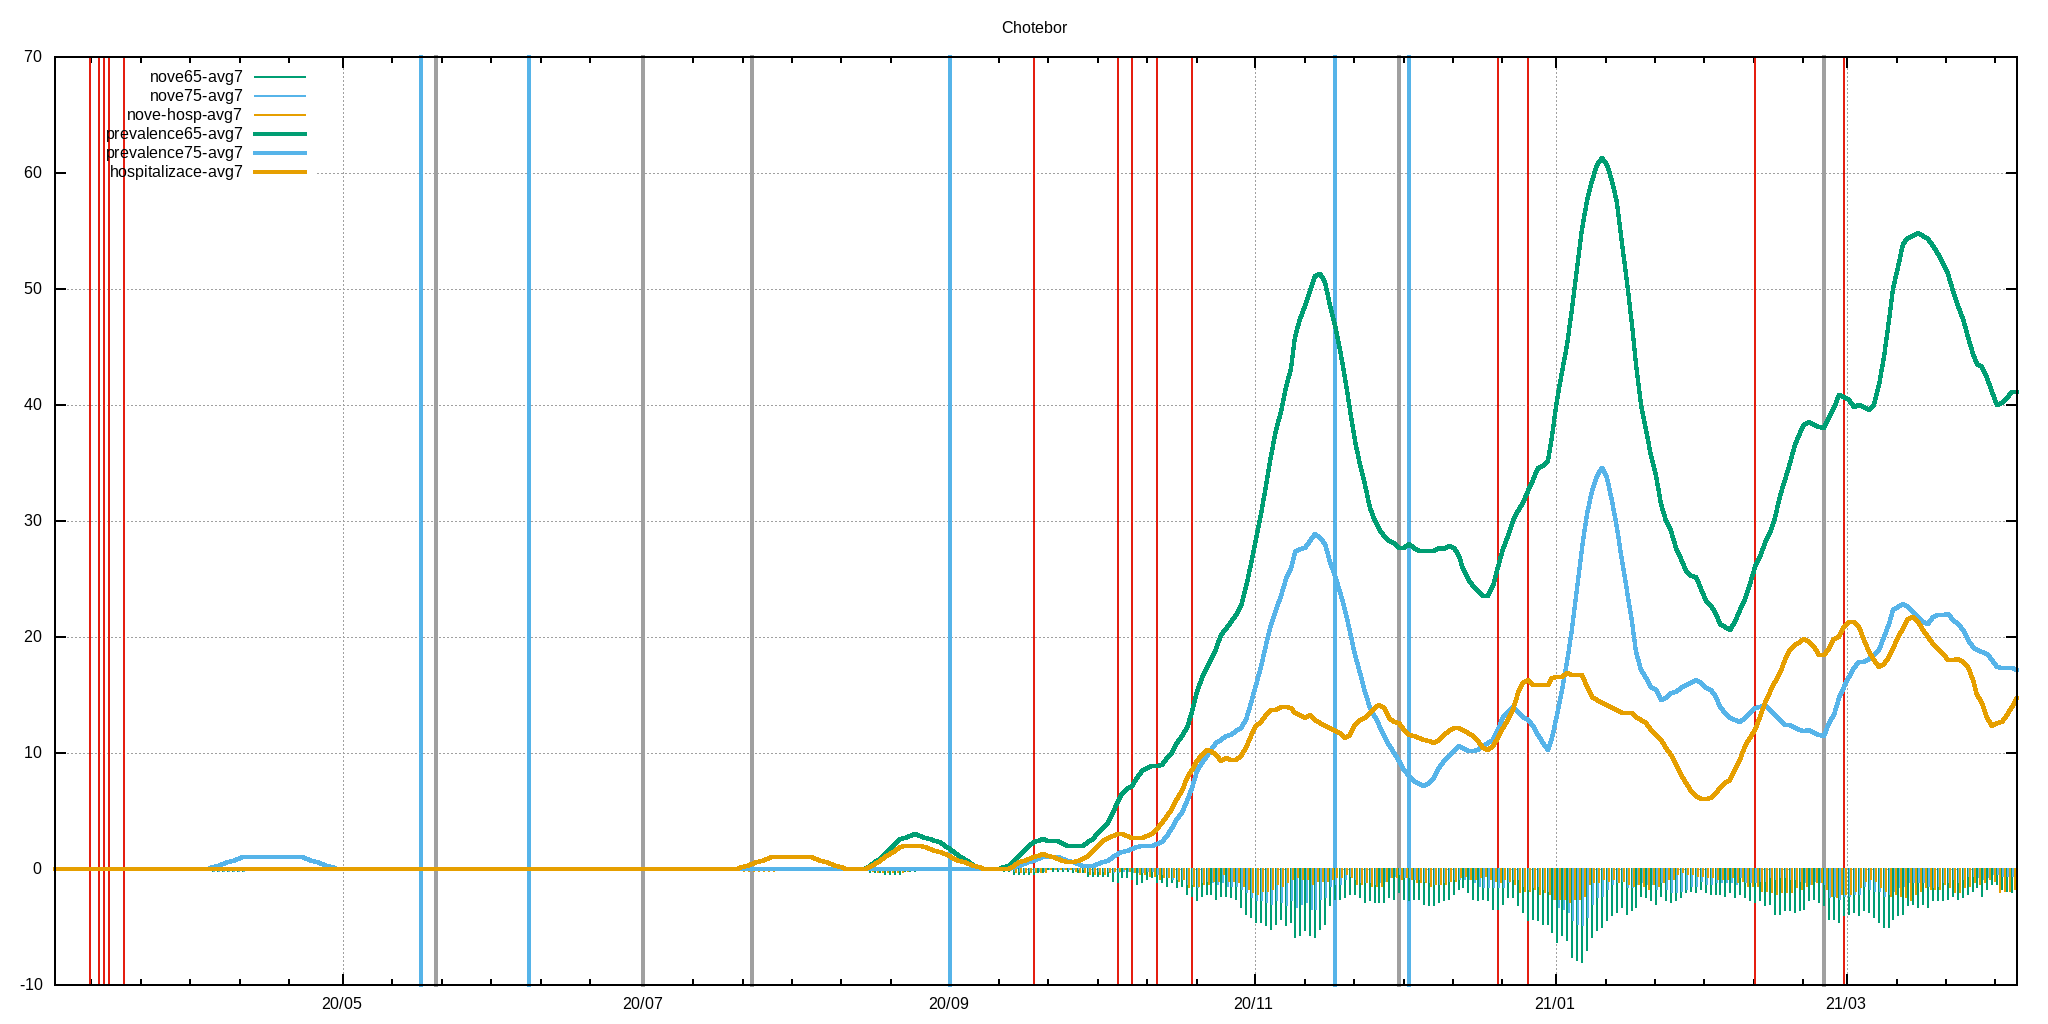 Chotebor
70
60
50
40
30
20
10
0
-10
nove65-avg7
nove75-avg7
nove-hosp-avg7
prevalence65-avg7
prevalence75-avg7
hospitalizace-avg7
20/05
20/07
20/09
20/11
21/01
21/03